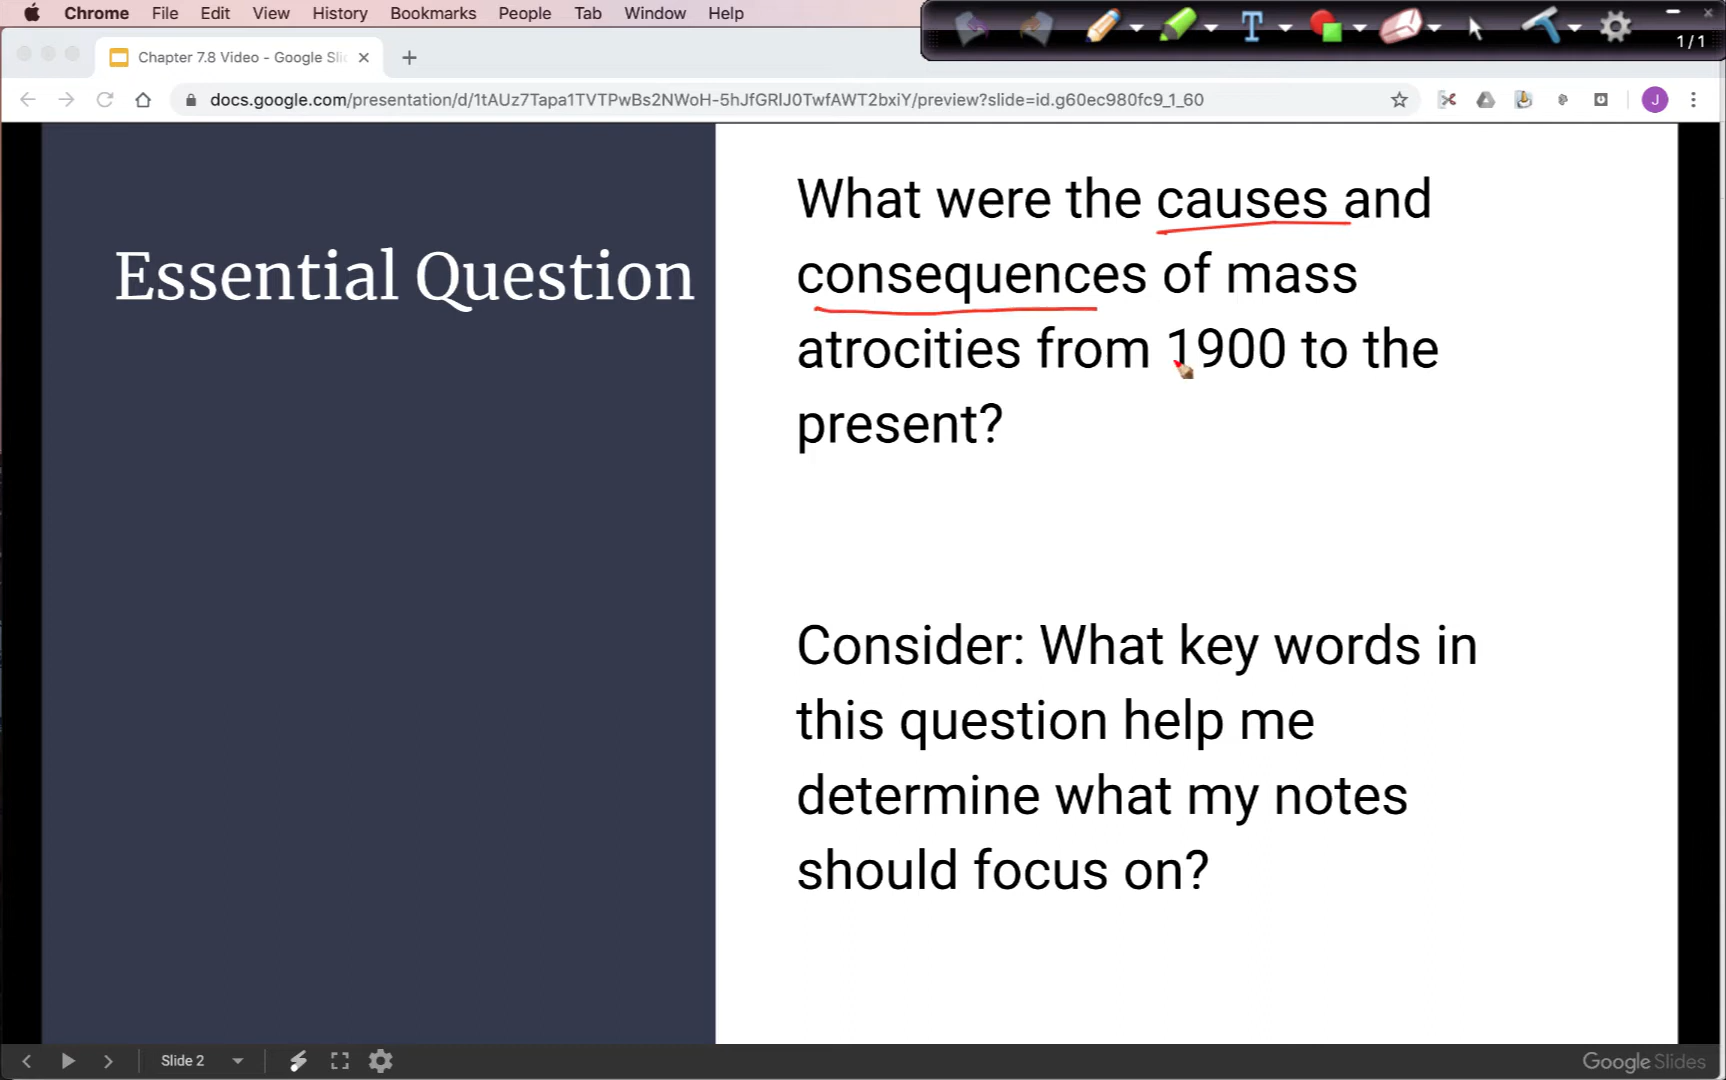 Chrome File Edit View History Bookmarks People Tab Window Help
1/1
Chapter 7.8 Video - Google Sli
docs.google.com/presentation/d/1tAUz7Tapa1TVTPwBs2NWoH-5hJfGRIJ0TwfAWT2bxiY/preview?slide=id.g60ec980fc9_1_60
J
Essential Question
What were the causes and
consequences of mass
atrocities from 1900 to the
present?
Consider: What key words in
this question help me
determine what my notes
should focus on?
Slide 2
Google Slides